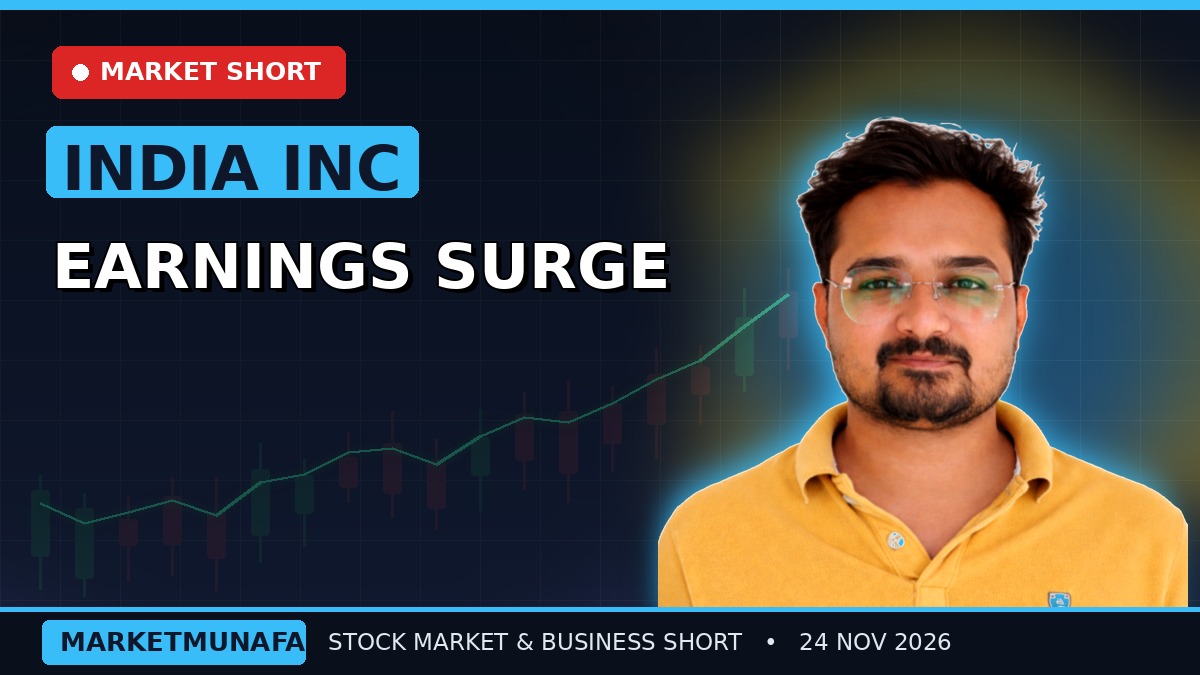 MARKET SHORT
INDIA INC
EARNINGS SURGE
MARKETMUNAFA STOCK MARKET & BUSINESS SHORT • 24 NOV 2026